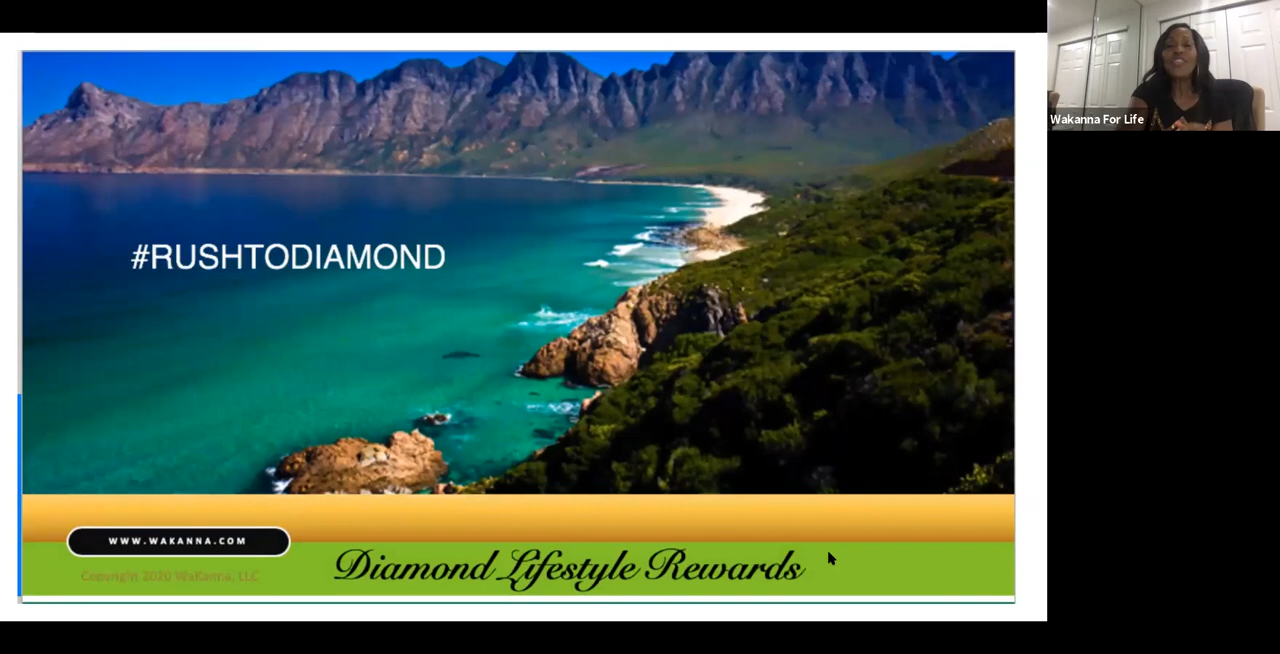 Wakanna For Life
#RUSHTODIAMOND
WWW.WAKANNA.COM
Copyright 2020 WaKanna, LLC
Diamond Lifestyle Rewards